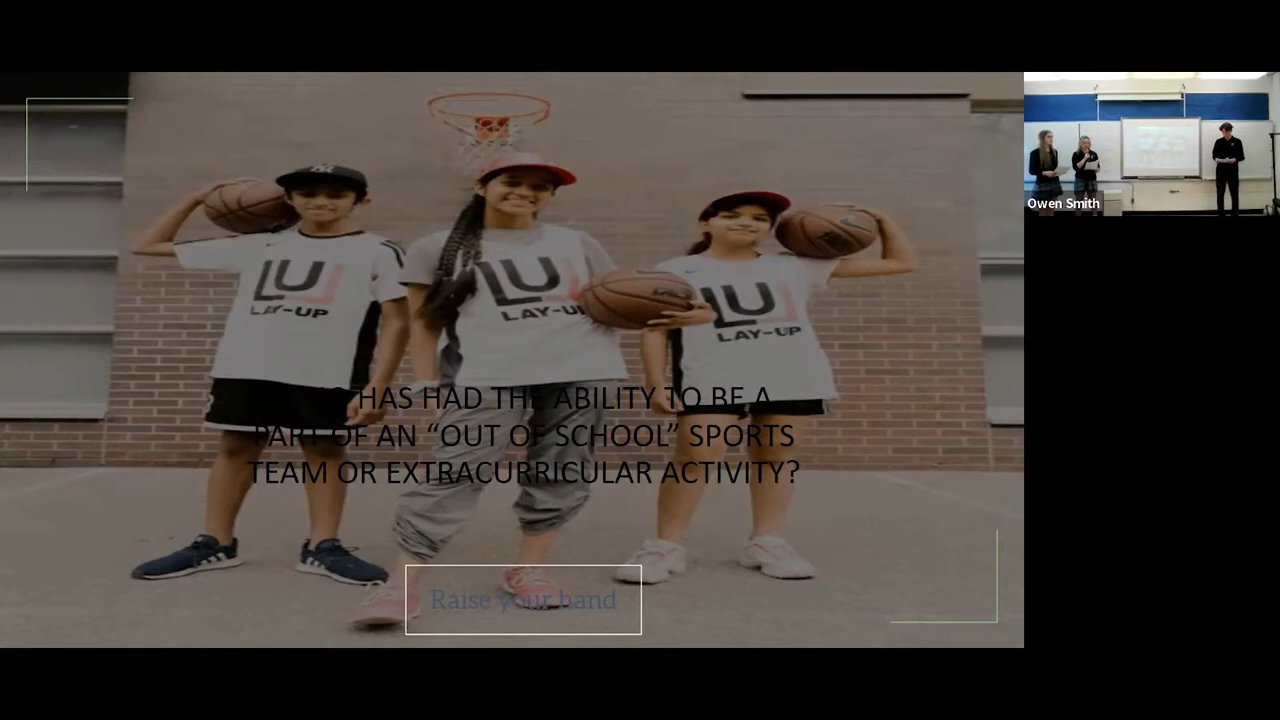 LU
LAY-UP
LU
LAY-UP
LU
LAY-UP
HAS HAD THE ABILITY TO BE A
PART OF AN “OUT OF SCHOOL” SPORTS
TEAM OR EXTRACURRICULAR ACTIVITY?
Raise your hand
Owen Smith